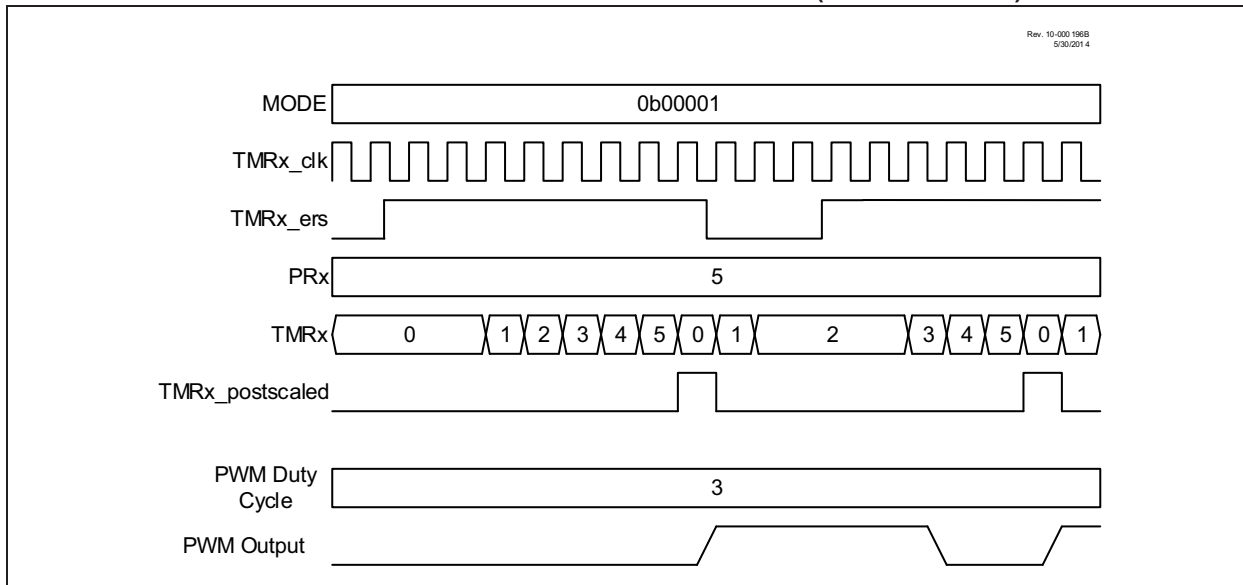 Rev. 10-000 196B
5/30/201 4
MODE
0b00001
TMRx_clk
TMRx_ers
PRx
5
TMRx
0 1 2 3 4 5 0 1 2 3 4 5 0 1
TMRx_postscaled
PWM Duty
Cycle
3
PWM Output